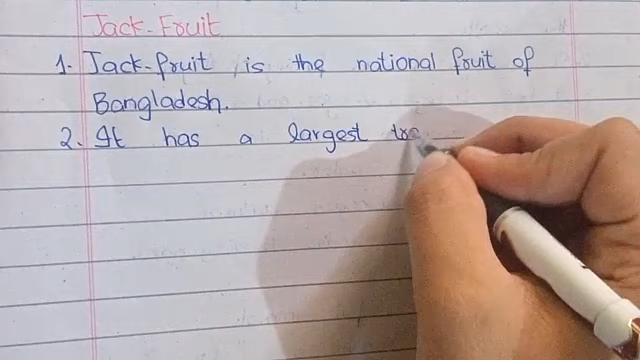 Jack-Fruit
1. Jack-fruit is the national fruit of
Bangladesh.
2. It has a largest